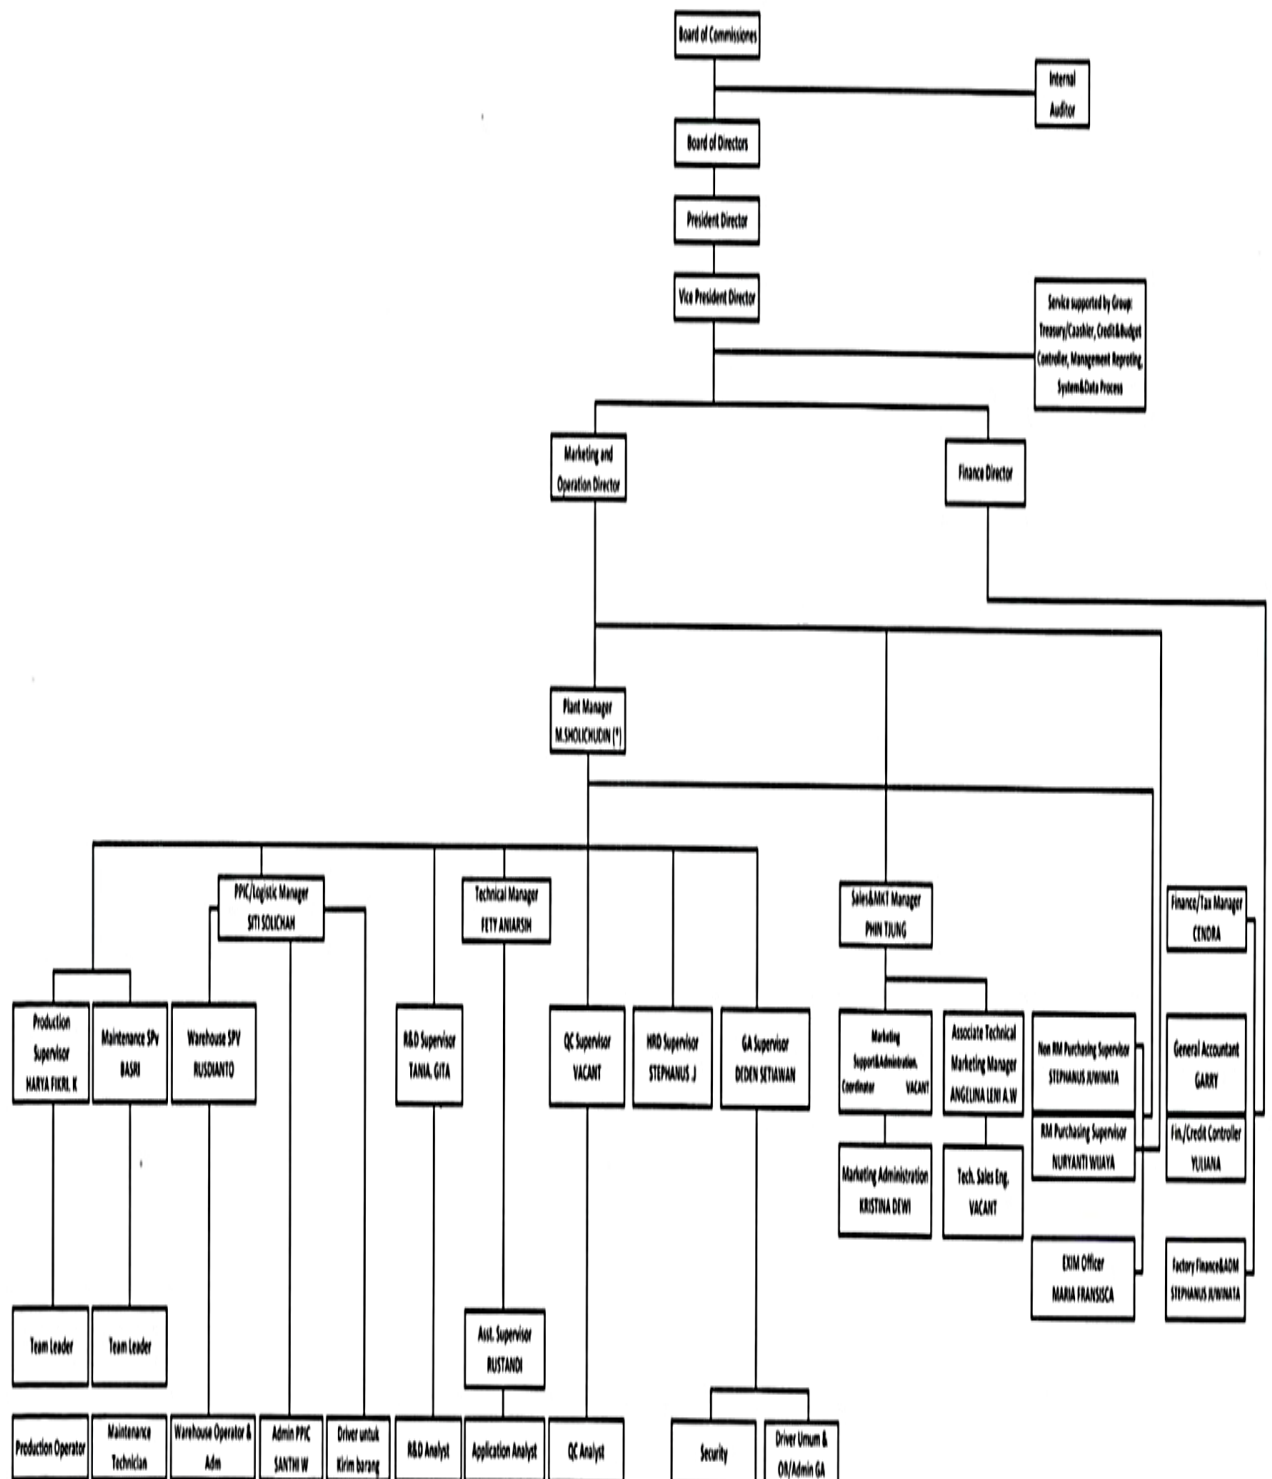 Board of Commissiones
Internal
Auditor
Board of Directors
President Director
Vice President Director
Service supported by Group:
Treasury/Caashier, Credit&Budget
Controller, Management Reproting,
System&Data Process
Marketing and
Operation Director
Finance Director
Plant Manager
M.SHOLICHUDIN (*)
PPIC/Logistic Manager
SITI SOLICHAH
Technical Manager
FETY ANIARSIH
Sales&MKT Manager
PHIN TJUNG
Finance/Tax Manager
CENDRA
Production
Supervisor
HARYA FIKRI. K
Maintenance SPv
BASRI
Warehouse SPV
RUSDIANTO
R&D Supervisor
TANIA. GITA
QC Supervisor
VACANT
HRD Supervisor
STEPHANUS .J
GA Supervisor
DEDEN SETIAWAN
Marketing
Support&Admintration.
Coordinator VACANT
Associate Technical
Marketing Manager
ANGELINA LENI A.W
Non RM Purchasing Supervisor
STEPHANUS JUWINATA
General Accountant
GARRY
RM Purchasing Supervisor
NURYANTI WIJAYA
Fin./Credit Controller
YULIANA
Marketing Administration
KRISTINA DEWI
Tech. Sales Eng.
VACANT
EXIM Officer
MARIA FRANSISCA
Factory Finance&ADM
STEPHANUS JUWINATA
Team Leader
Team Leader
Asst. Supervisor
RUSTANDI
Production Operator
Maintenance
Technician
Warehouse Operator &
Adm
Admin PPIC
SANTHI W
Driver untuk
Kirim barang
R&D Analyst
Application Analyst
QC Analyst
Security
Driver Umum &
OB/Admin GA